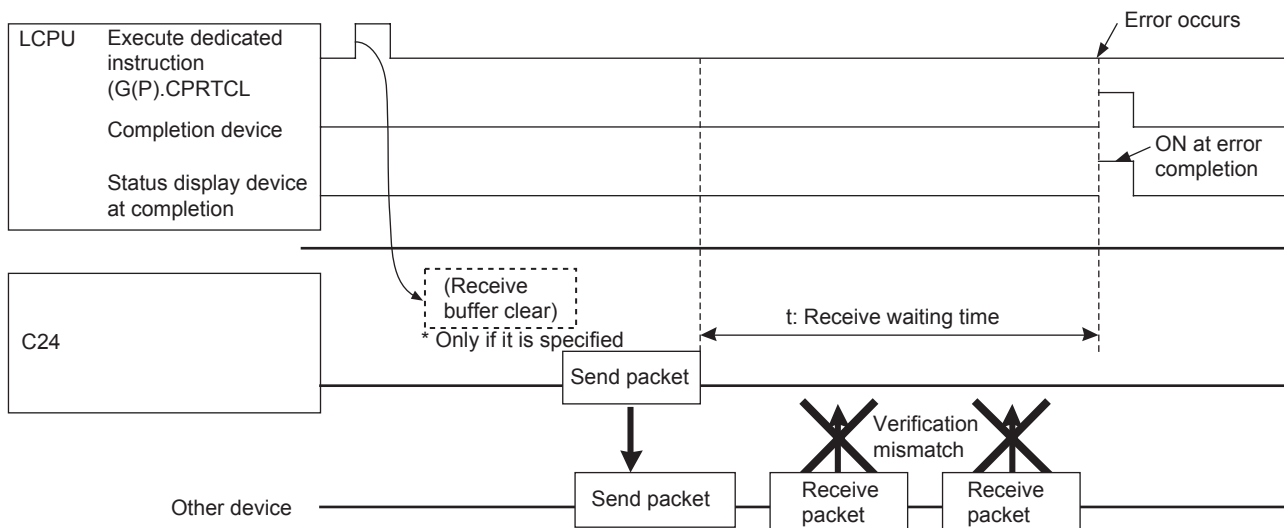 Error occurs
LCPU
Execute dedicated
instruction
(G(P).CPRTCL
Completion device
ON at error
completion
Status display device
at completion
(Receive
buffer clear)
* Only if it is specified
t: Receive waiting time
C24
Send packet
Verification
mismatch
Other device
Send packet
Receive
packet
Receive
packet